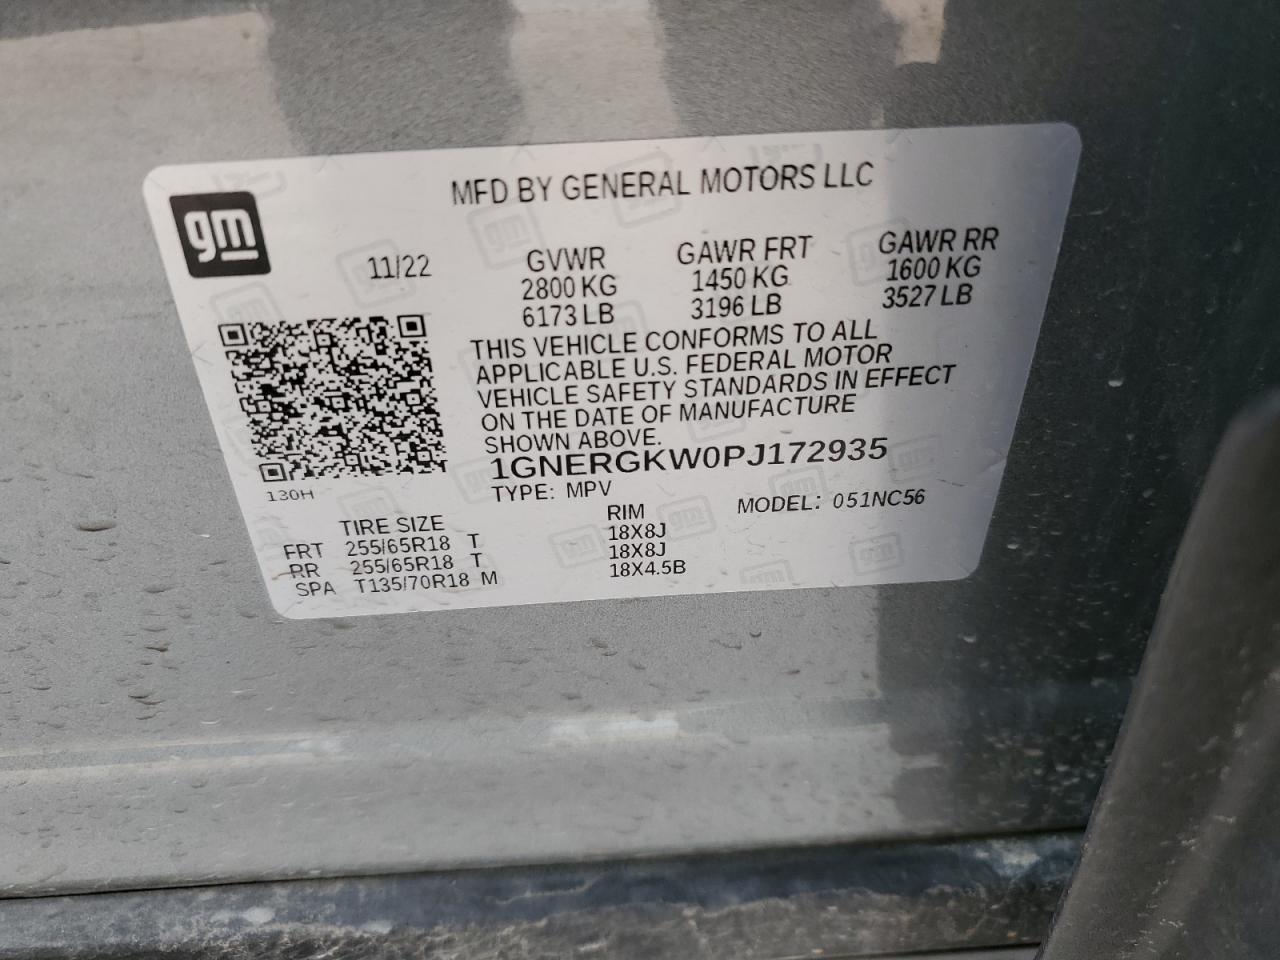 gm
MFD BY GENERAL MOTORS LLC
11/22 GVWR GAWR FRT GAWR RR
2800 KG 1450 KG 1600 KG
6173 LB 3196 LB 3527 LB
THIS VEHICLE CONFORMS TO ALL
APPLICABLE U.S. FEDERAL MOTOR
VEHICLE SAFETY STANDARDS IN EFFECT
ON THE DATE OF MANUFACTURE
SHOWN ABOVE.
1GNERGKW0PJ172935
130H
TYPE: MPV MODEL: 051NC56
TIRE SIZE RIM
FRT 255/65R18 T 18X8J
RR 255/65R18 T 18X8J
SPA T135/70R18 M 18X4.5B